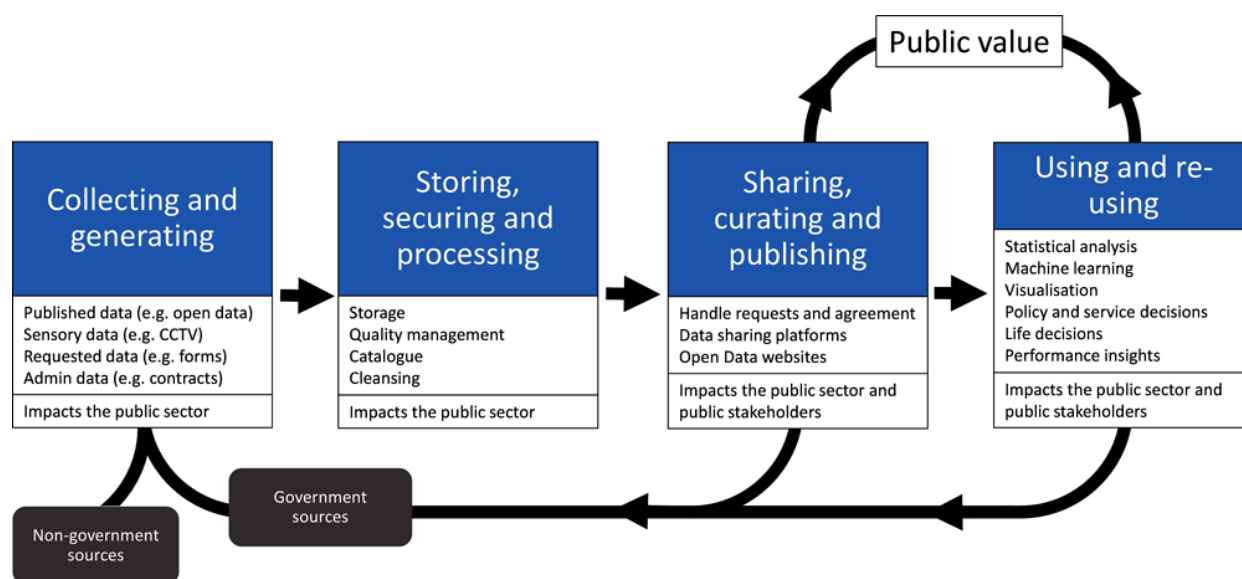 Public value
Collecting and
generating
Published data (e.g. open data)
Sensory data (e.g. CCTV)
Requested data (e.g. forms)
Admin data (e.g. contracts)
Impacts the public sector
Storing,
securing and
processing
Storage
Quality management
Catalogue
Cleansing
Impacts the public sector
Sharing,
curating and
publishing
Handle requests and agreement
Data sharing platforms
Open Data websites
Impacts the public sector and
public stakeholders
Using and re-
using
Statistical analysis
Machine learning
Visualisation
Policy and service decisions
Life decisions
Performance insights
Impacts the public sector and
public stakeholders
Government
sources
Non-government
sources